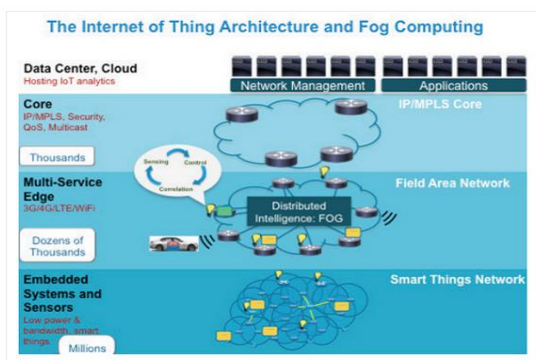 The Internet of Thing Architecture and Fog Computing
Data Center, Cloud
Hosting IoT analytics
Network Management
Applications
Core
IP/MPLS, Security,
QoS, Multicast
Thousands
IP/MPLS Core
Sensing
Control
Correlation
Multi-Service
Edge
3G/4G/LTE/WiFi
Dozens of
Thousands
Distributed
Intelligence: FOG
Field Area Network
Embedded
Systems and
Sensors
Low power &
bandwidth, smart
things
Millions
Smart Things Network